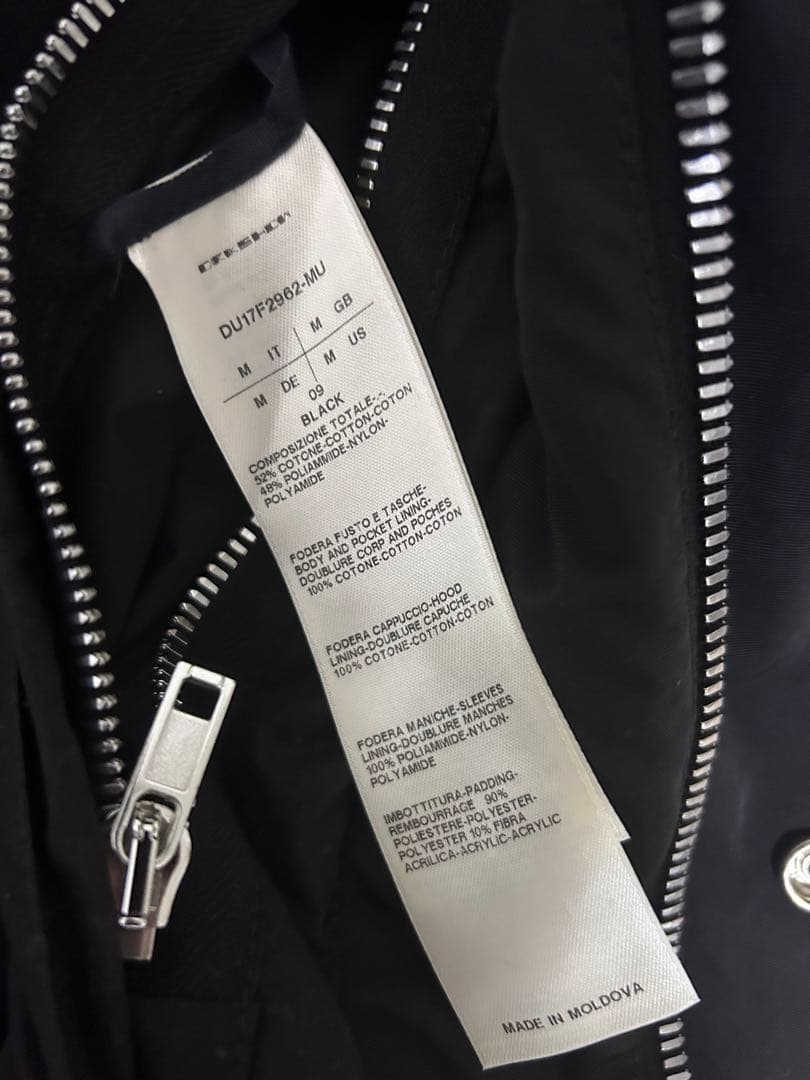 DRKSHDW
DU17F2962-MU
M IT M GB
M DE M US
09
BLACK
COMPOSIZIONE TOTALE-.-
52% COTONE-COTTON-COTON
48% POLIAMMIDE-NYLON-
POLYAMIDE
FODERA FUSTO E TASCHE-
BODY AND POCKET LINING-
DOUBLURE CORP AND POCHES
100% COTONE-COTTON-COTON
FODERA CAPPUCCIO-HOOD
LINING-DOUBLURE CAPUCHE
100% COTONE-COTTON-COTON
FODERA MANICHE-SLEEVES
LINING-DOUBLURE MANCHES
100% POLIAMMIDE-NYLON-
POLYAMIDE
IMBOTTITURA-PADDING-
REMBOURRAGE 90%
POLIESTERE-POLYESTER-
POLYESTER 10% FIBRA
ACRILICA-ACRYLIC-ACRYLIC
MADE IN MOLDOVA